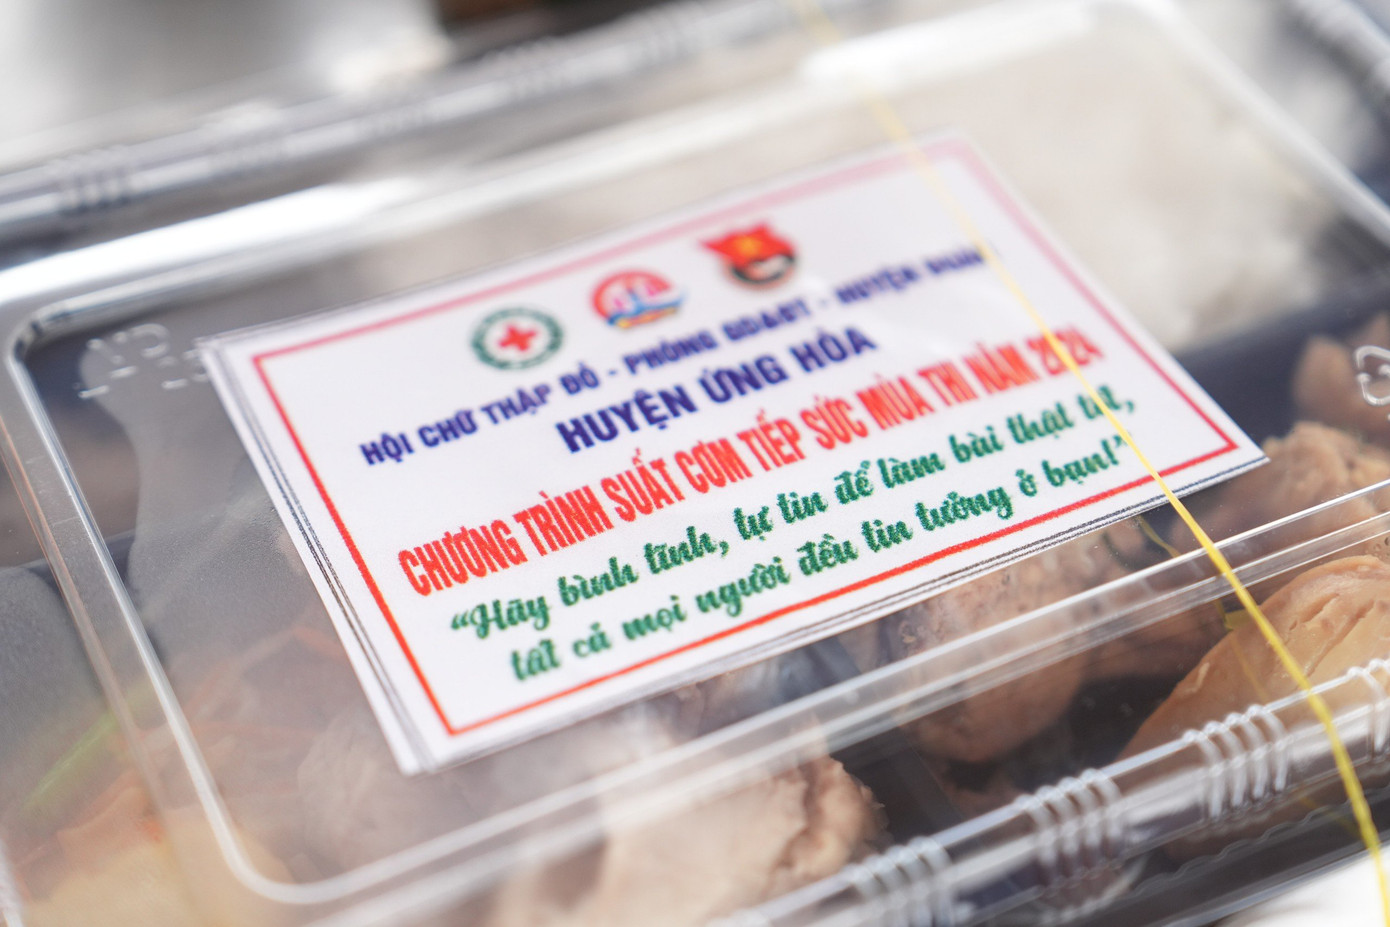 HỘI CHỮ THẬP ĐỎ - PHÒNG GD&ĐT - HUYỆN ĐOÀN
HUYỆN ỨNG HÒA
CHƯƠNG TRÌNH SUẤT CƠM TIẾP SỨC MÙA THI NĂM 2024
“Hãy bình tĩnh, tự tin để làm bài thật tốt,
tất cả mọi người đều tin tưởng ở bạn!”